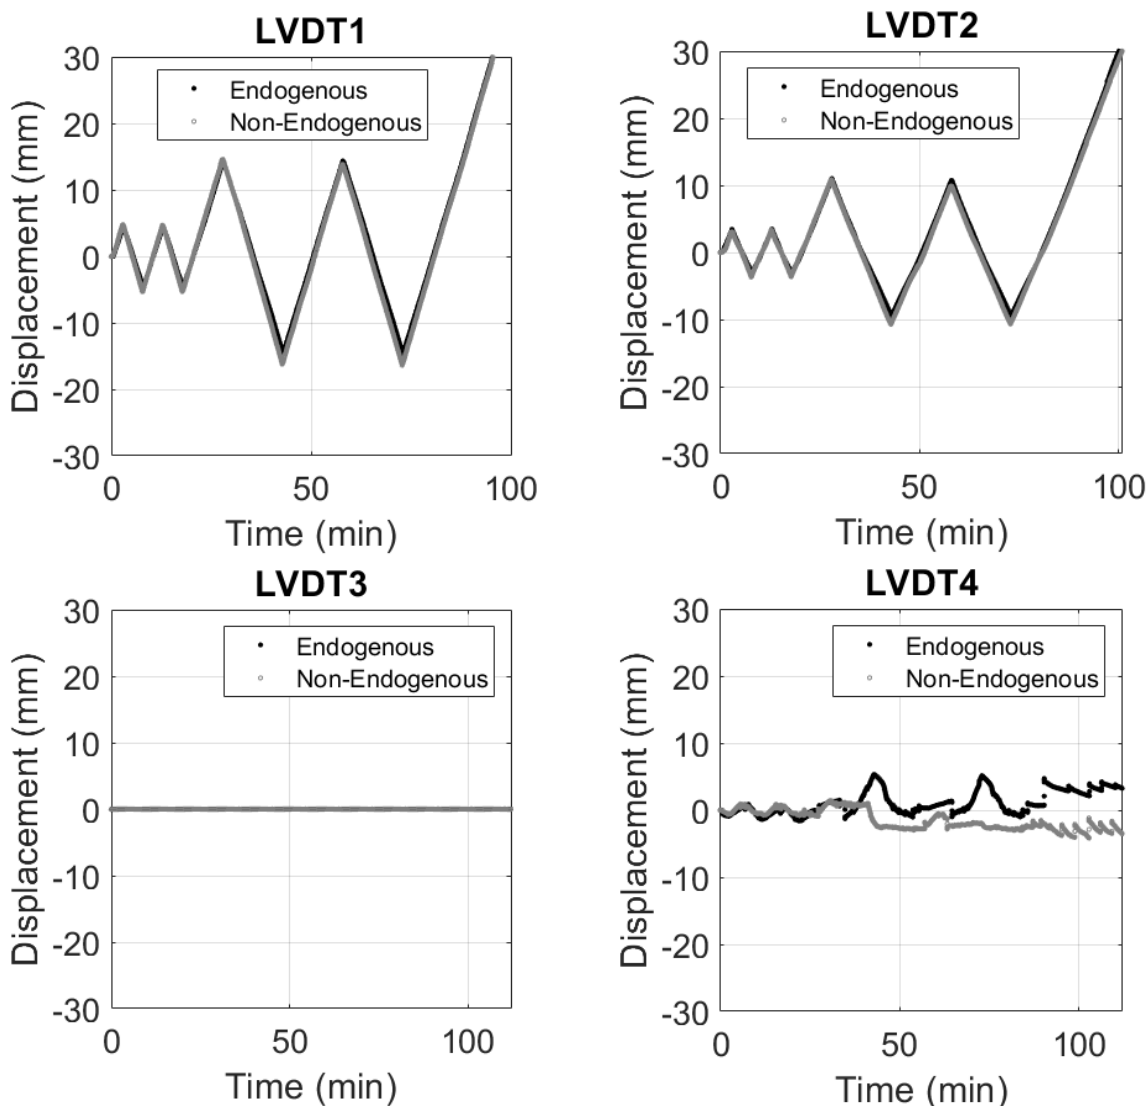 LVDT1
30
20
10
0
-10
-20
-30
Displacement (mm)
Endogenous
Non-Endogenous
0
50
100
Time (min)
LVDT2
30
20
10
0
-10
-20
-30
Displacement (mm)
Endogenous
Non-Endogenous
0
50
100
Time (min)
LVDT3
30
20
10
0
-10
-20
-30
Displacement (mm)
Endogenous
Non-Endogenous
0
50
100
Time (min)
LVDT4
30
20
10
0
-10
-20
-30
Displacement (mm)
Endogenous
Non-Endogenous
0
50
100
Time (min)